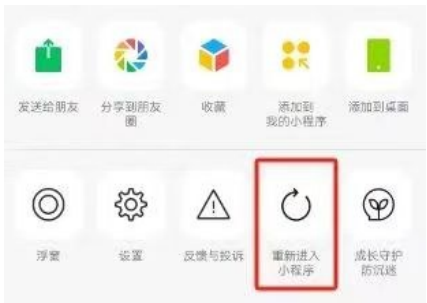 发送给朋友
分享到朋友
圈
收藏
添加到
我的小程序
添加到桌面
浮窗
设置
反馈与投诉
重新进入
小程序
成长守护
防沉迷